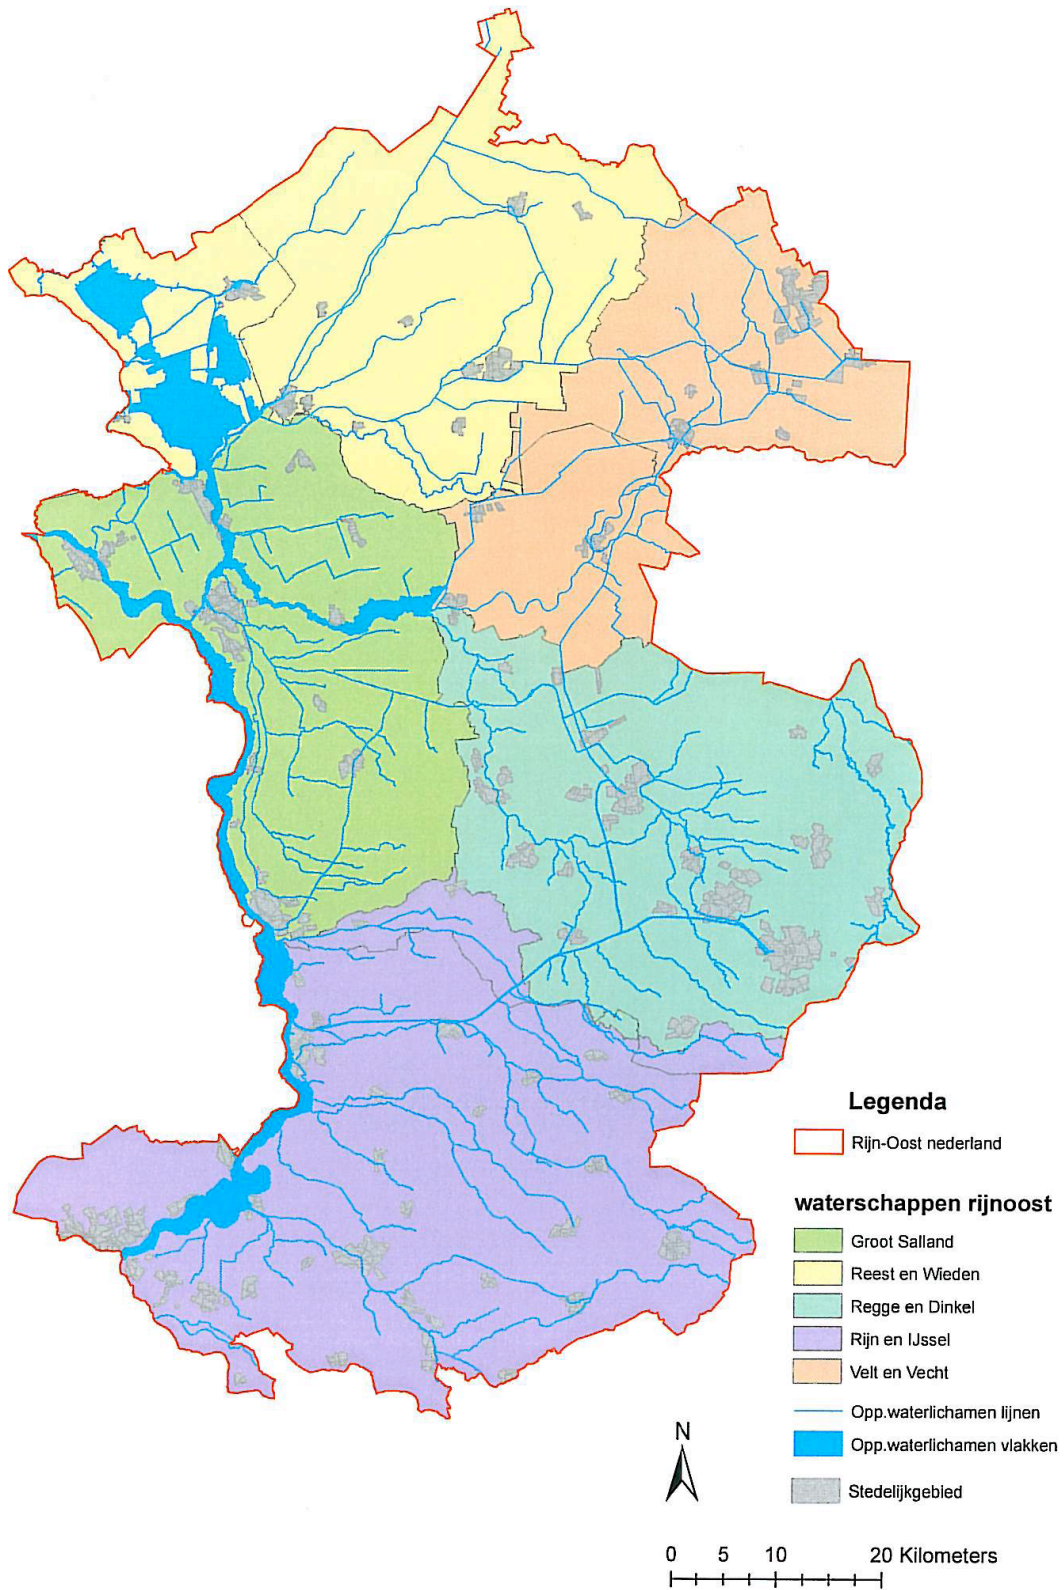 Legenda
Rijn-Oost nederland
waterschappen rijnoost
Groot Salland
Reest en Wieden
Regge en Dinkel
Rijn en IJssel
Velt en Vecht
Opp.waterlichamen lijnen
Opp.waterlichamen vlakken
Stedelijkgebied
N
0 5 10 20 Kilometers